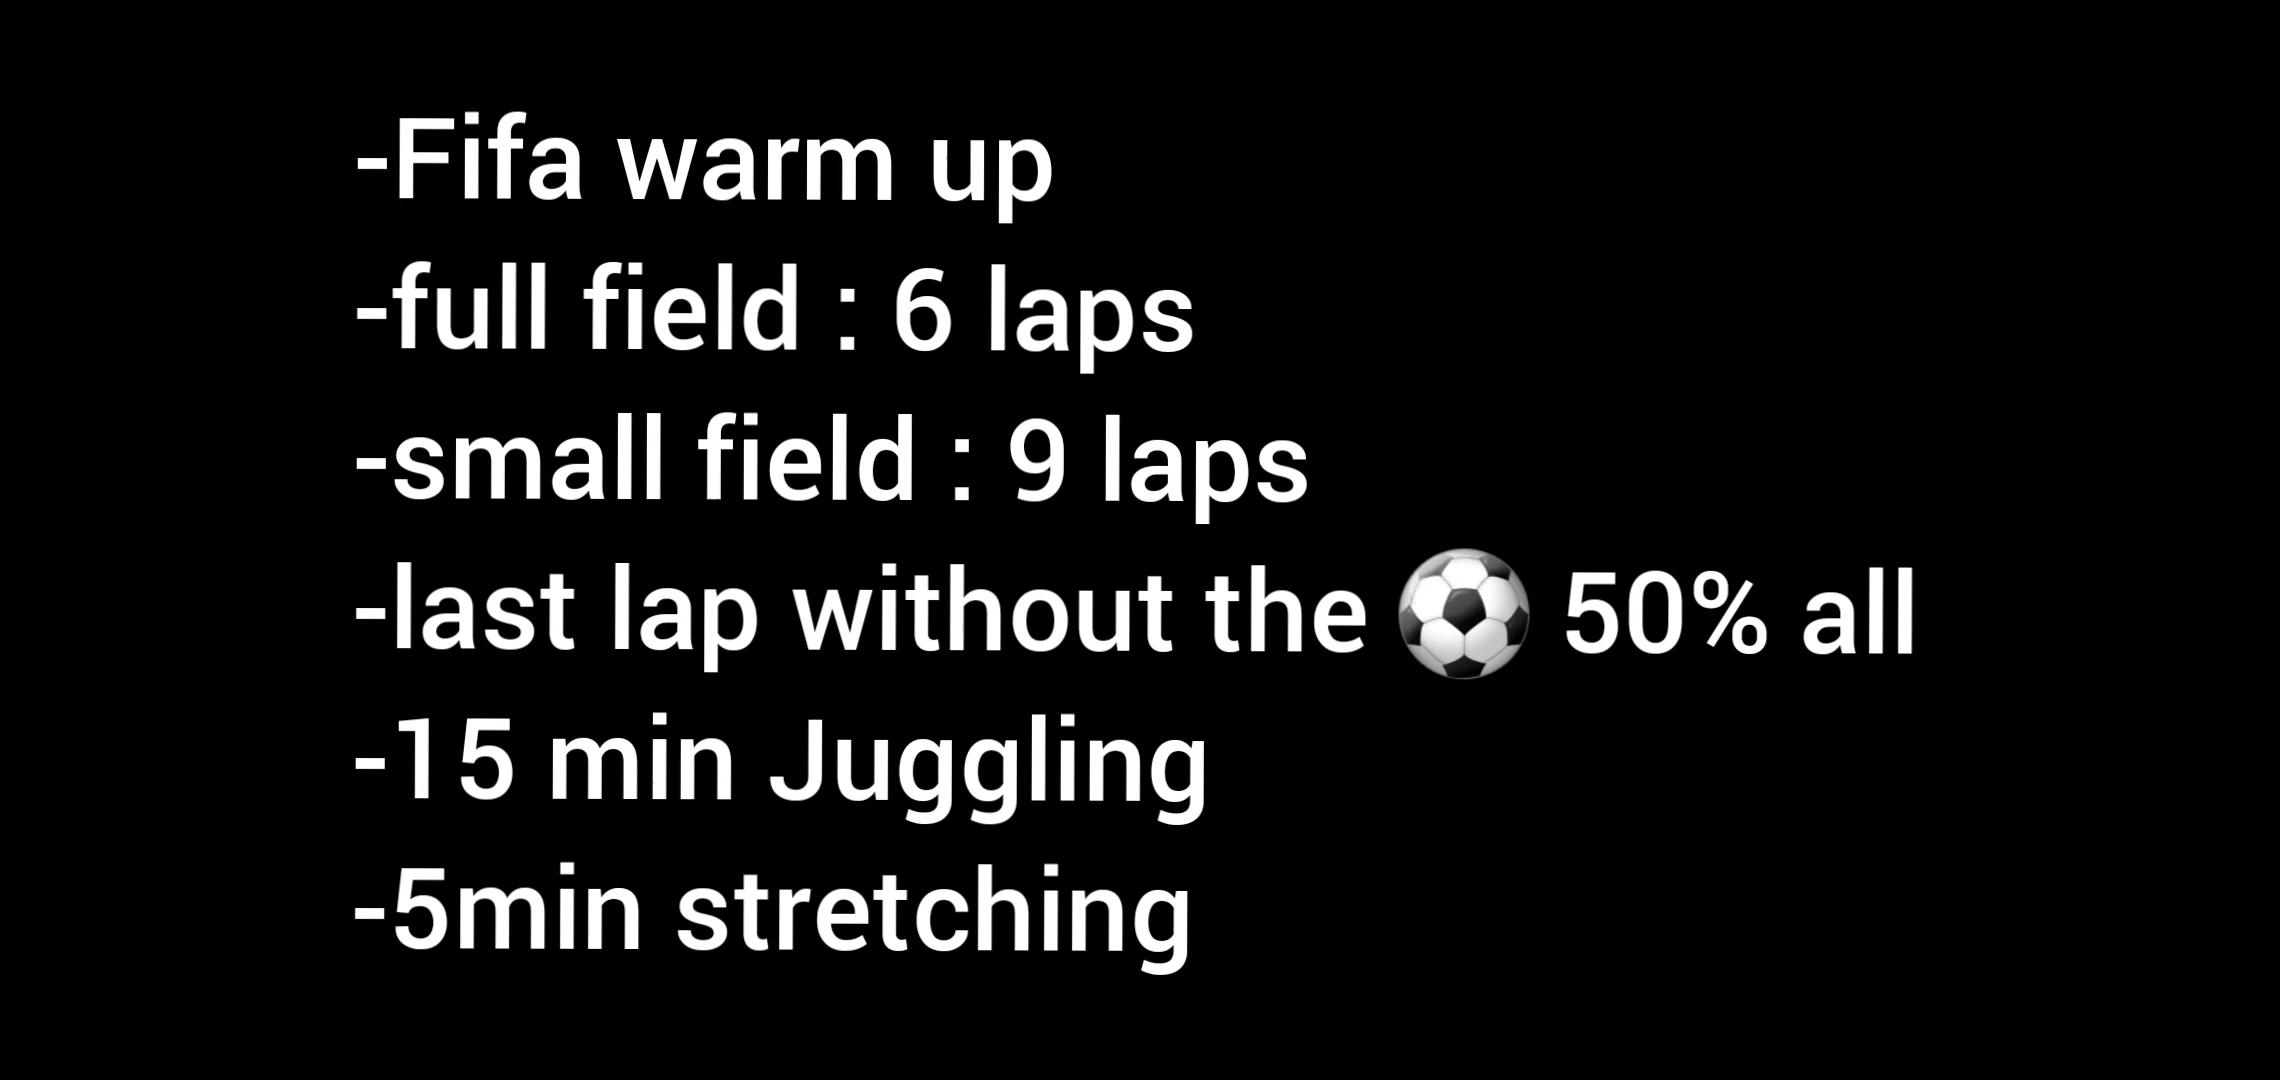 -Fifa warm up
-full field : 6 laps
-small field : 9 laps
-last lap without the ⚽ 50% all
-15 min Juggling
-5min stretching